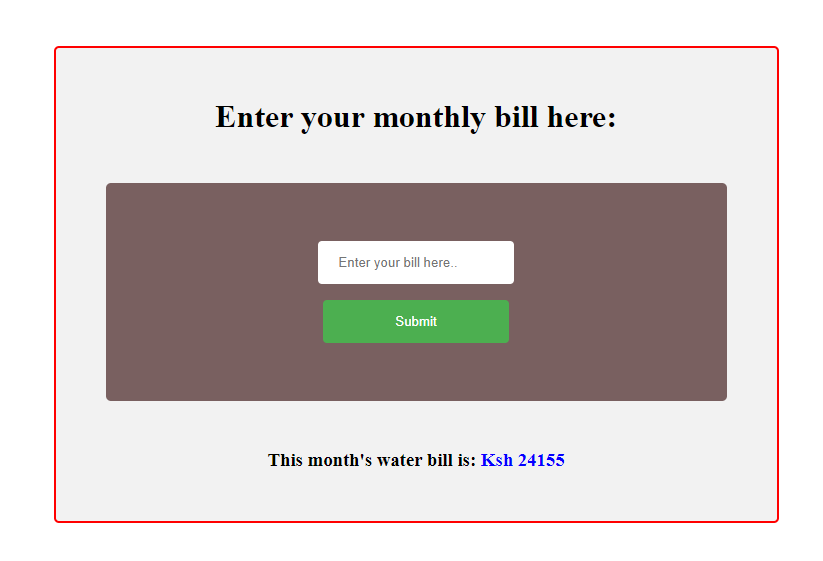 Enter your monthly bill here:
Enter your bill here..
Submit
This month's water bill is: Ksh 24155